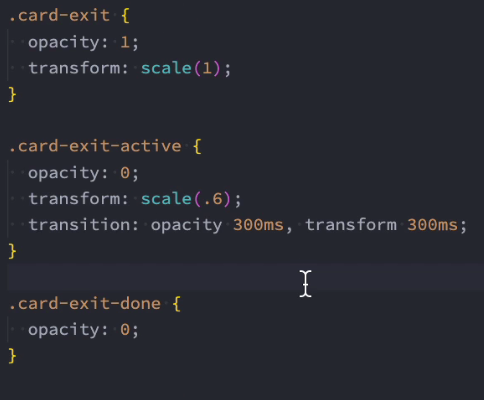 .card-exit {
opacity: 1;
transform: scale(1);
}
.card-exit-active {
opacity: 0;
transform: scale(.6);
transition: opacity 300ms, transform 300ms;
}
.card-exit-done {
opacity: 0;
}